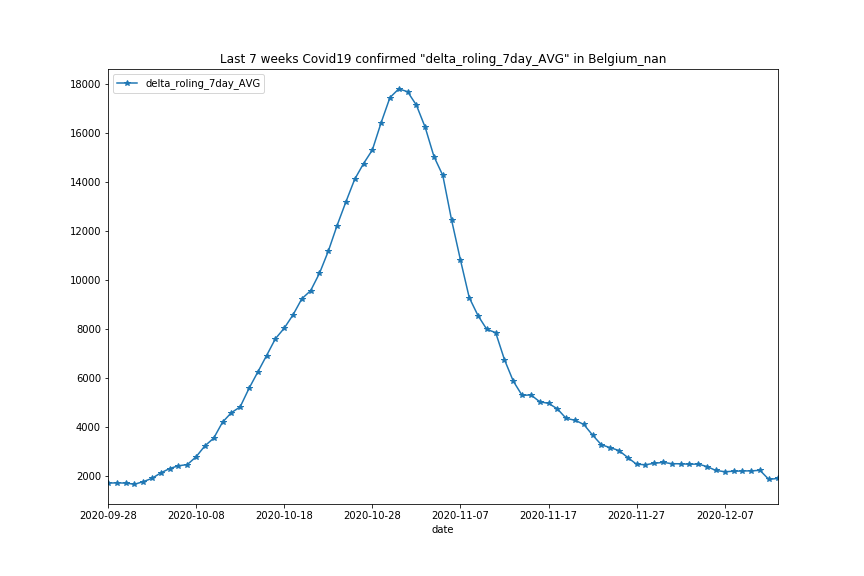 Last 7 weeks Covid19 confirmed "delta_roling_7day_AVG" in Belgium_nan
delta_roling_7day_AVG
18000
16000
14000
12000
10000
8000
6000
4000
2000
2020-09-28 2020-10-08 2020-10-18 2020-10-28 2020-11-07 2020-11-17 2020-11-27 2020-12-07
date